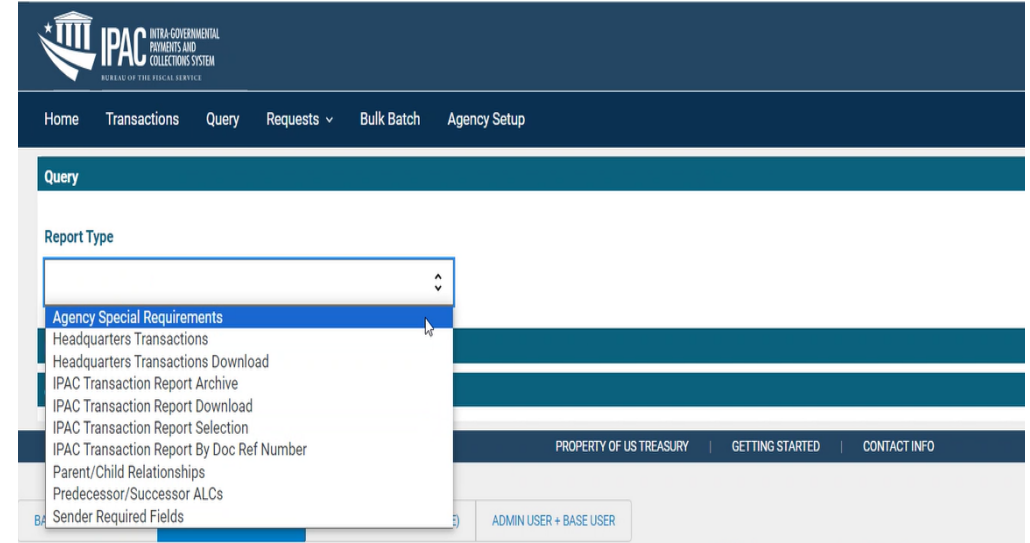 IPAC INTRA-GOVERNMENTAL
PAYMENTS AND
COLLECTIONS SYSTEM
BUREAU OF THE FISCAL SERVICE
Home Transactions Query Requests Bulk Batch Agency Setup
Query
Report Type
Agency Special Requirements
Headquarters Transactions
Headquarters Transactions Download
IPAC Transaction Report Archive
IPAC Transaction Report Download
IPAC Transaction Report Selection
IPAC Transaction Report By Doc Ref Number
Parent/Child Relationships
Predecessor/Successor ALCs
Sender Required Fields
PROPERTY OF US TREASURY | GETTING STARTED | CONTACT INFO
ADMIN USER + BASE USER